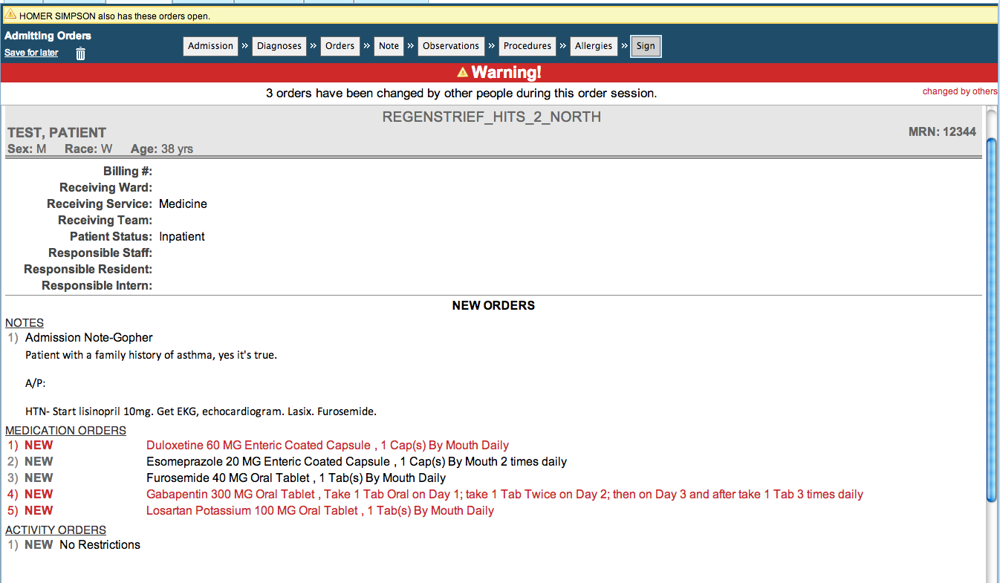 HOMER SIMPSON also has these orders open.
Admitting Orders
Save for later
Admission » Diagnoses » Orders » Note » Observations » Procedures » Allergies » Sign
Warning!
3 orders have been changed by other people during this order session.
changed by others
REGENSTRIEF_HITS_2_NORTH
TEST, PATIENT
MRN: 12344
Sex: M Race: W Age: 38 yrs
Billing #:
Receiving Ward:
Receiving Service: Medicine
Receiving Team:
Patient Status: Inpatient
Responsible Staff:
Responsible Resident:
Responsible Intern:
NEW ORDERS
NOTES
1) Admission Note-Gopher
Patient with a family history of asthma, yes it's true.
A/P:
HTN- Start lisinopril 10mg. Get EKG, echocardiogram. Lasix. Furosemide.
MEDICATION ORDERS
1) NEW Duloxetine 60 MG Enteric Coated Capsule , 1 Cap(s) By Mouth Daily
2) NEW Esomeprazole 20 MG Enteric Coated Capsule , 1 Cap(s) By Mouth 2 times daily
3) NEW Furosemide 40 MG Oral Tablet , 1 Tab(s) By Mouth Daily
4) NEW Gabapentin 300 MG Oral Tablet , Take 1 Tab Oral on Day 1; take 1 Tab Twice on Day 2; then on Day 3 and after take 1 Tab 3 times daily
5) NEW Losartan Potassium 100 MG Oral Tablet , 1 Tab(s) By Mouth Daily
ACTIVITY ORDERS
1) NEW No Restrictions